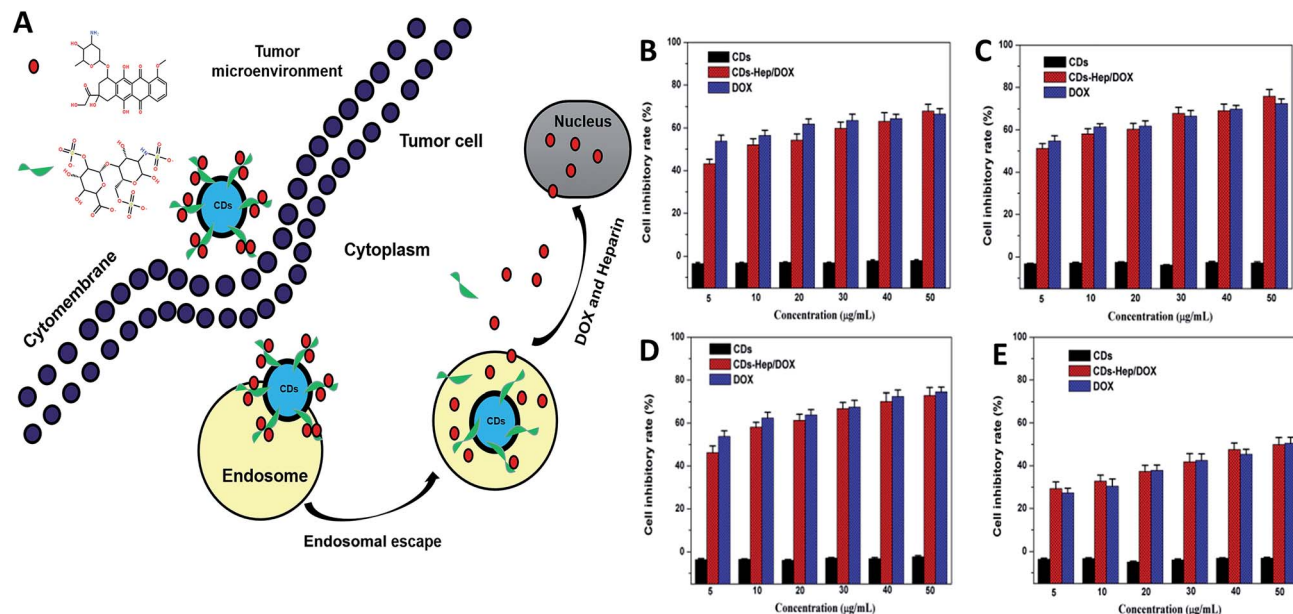 A
Tumor
microenvironment
Tumor cell
Nucleus
CDs
Cytoplasm
Cytomembrane
DOX and Heparin
CDs
CDs
Endosome
Endosomal escape
B
CDs
CDs-Hep/DOX
DOX
Cell inhibitory rate (%)
100
80
60
40
20
0
5 10 20 30 40 50
Concentration (μg/mL)
C
CDs
CDs-Hep/DOX
DOX
Cell inhibitory rate (%)
100
80
60
40
20
0
5 10 20 30 40 50
Concentration (μg/mL)
D
CDs
CDs-Hep/DOX
DOX
Cell inhibitory rate (%)
100
80
60
40
20
0
5 10 20 30 40 50
Concentration (μg/mL)
E
CDs
CDs-Hep/DOX
DOX
Cell inhibitory rate (%)
100
80
60
40
20
0
5 10 20 30 40 50
Concentration (μg/mL)